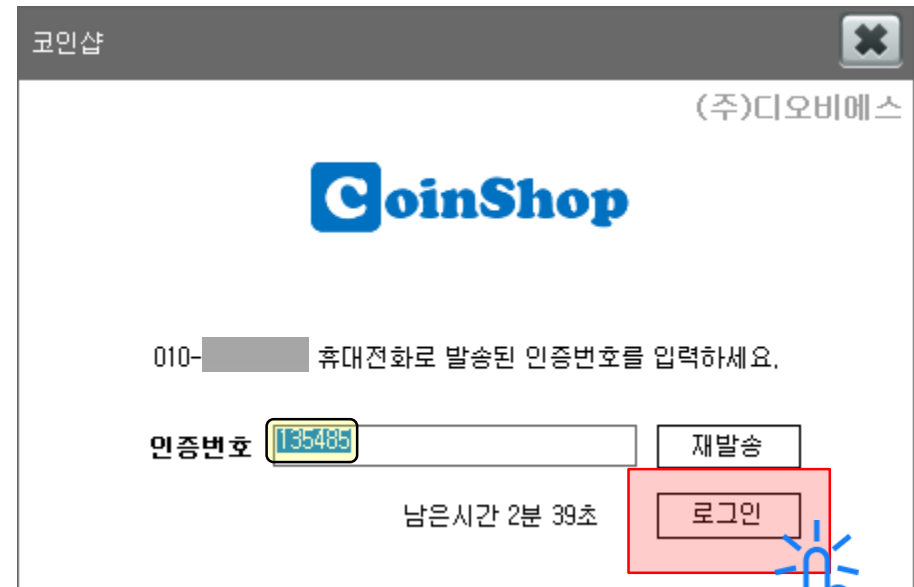 코인샵
(주)디오비에스
CoinShop
010- 휴대전화로 발송된 인증번호를 입력하세요.
인증번호 135485 재발송
남은시간 2분 39초 로그인